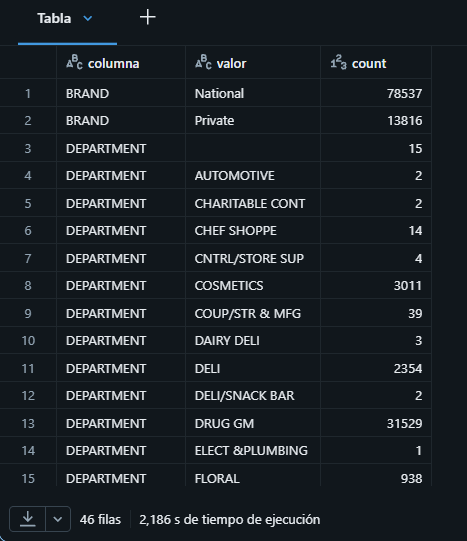 Tabla +
ABC columna ABC valor 123 count
1 BRAND National 78537
2 BRAND Private 13816
3 DEPARTMENT 15
4 DEPARTMENT AUTOMOTIVE 2
5 DEPARTMENT CHARITABLE CONT 2
6 DEPARTMENT CHEF SHOPPE 14
7 DEPARTMENT CNTRL/STORE SUP 4
8 DEPARTMENT COSMETICS 3011
9 DEPARTMENT COUP/STR & MFG 39
10 DEPARTMENT DAIRY DELI 3
11 DEPARTMENT DELI 2354
12 DEPARTMENT DELI/SNACK BAR 2
13 DEPARTMENT DRUG GM 31529
14 DEPARTMENT ELECT &PLUMBING 1
15 DEPARTMENT FLORAL 938
46 filas 2,186 s de tiempo de ejecución